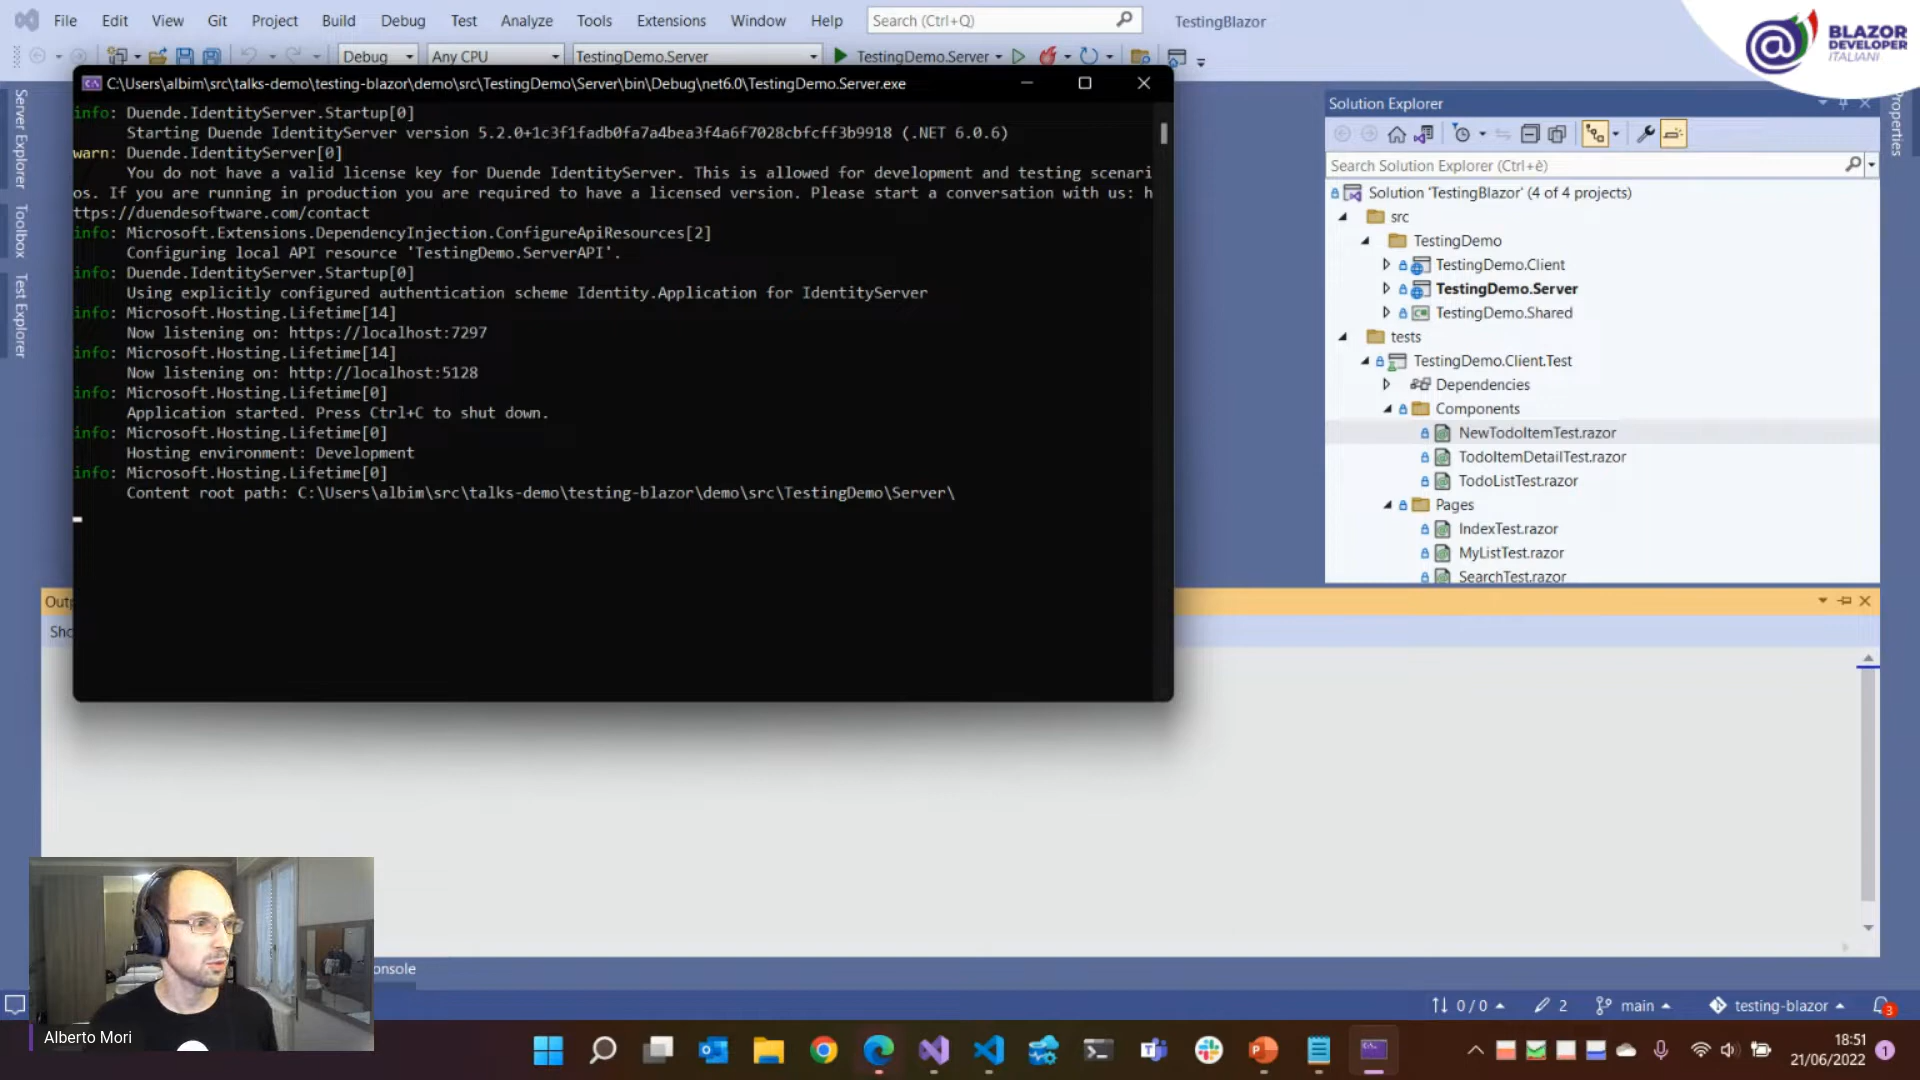 File Edit View Git Project Build Debug Test Analyze Tools Extensions Window Help Search (Ctrl+Q) TestingBlazor
Debug Any CPU TestingDemo.Server TestingDemo.Server
BLAZOR
DEVELOPER
ITALIANI
C:\Users\albim\src\talks-demo\testing-blazor\demo\src\TestingDemo\Server\bin\Debug\net6.0\TestingDemo.Server.exe
info: Duende.IdentityServer.Startup[0]
Starting Duende IdentityServer version 5.2.0+1c3f1fadb0fa7a4bea3f4a6f7028cbfcff3b9918 (.NET 6.0.6)
warn: Duende.IdentityServer[0]
You do not have a valid license key for Duende IdentityServer. This is allowed for development and testing scenari
os. If you are running in production you are required to have a licensed version. Please start a conversation with us: h
ttps://duendesoftware.com/contact
info: Microsoft.Extensions.DependencyInjection.ConfigureApiResources[2]
Configuring local API resource 'TestingDemo.ServerAPI'.
info: Duende.IdentityServer.Startup[0]
Using explicitly configured authentication scheme Identity.Application for IdentityServer
info: Microsoft.Hosting.Lifetime[14]
Now listening on: https://localhost:7297
info: Microsoft.Hosting.Lifetime[14]
Now listening on: http://localhost:5128
info: Microsoft.Hosting.Lifetime[0]
Application started. Press Ctrl+C to shut down.
info: Microsoft.Hosting.Lifetime[0]
Hosting environment: Development
info: Microsoft.Hosting.Lifetime[0]
Content root path: C:\Users\albim\src\talks-demo\testing-blazor\demo\src\TestingDemo\Server\
Server Explorer
Toolbox
Test Explorer
Solution Explorer
Search Solution Explorer (Ctrl+è)
Solution 'TestingBlazor' (4 of 4 projects)
src
TestingDemo
TestingDemo.Client
TestingDemo.Server
TestingDemo.Shared
tests
TestingDemo.Client.Test
Dependencies
Components
NewTodoItemTest.razor
TodoItemDetailTest.razor
TodoListTest.razor
Pages
IndexTest.razor
MyListTest.razor
SearchTest.razor
Properties
Outp
Sho
onsole
0 / 0 2 main testing-blazor 3
Alberto Mori
18:51
21/06/2022
1